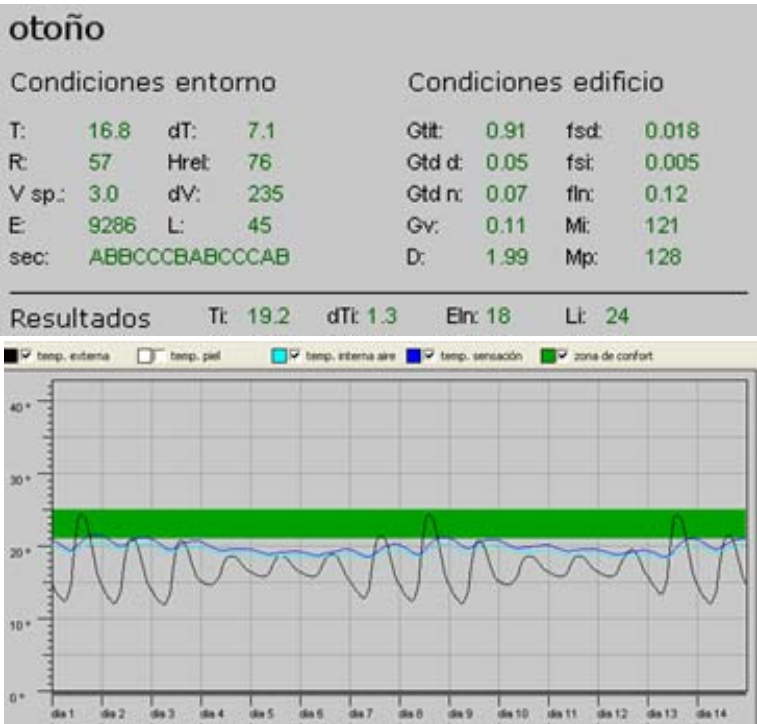 otoño
Condiciones entorno
Condiciones edificio
T: 16.8 dT: 7.1 Gtit: 0.91 fsd: 0.018
R: 57 Hrel: 76 Gtd d: 0.05 fsi: 0.005
V sp.: 3.0 dV: 235 Gtd n: 0.07 fln: 0.12
E: 9286 L: 45 Gv: 0.11 Mi: 121
sec: ABBCCCBABCCCAB D: 1.99 Mp: 128
Resultados Ti: 19.2 dTi: 1.3 Eln: 18 Li: 24
temp. externa temp. piel temp. interna aire temp. sensación zona de confort
40°
30°
20°
10°
0°
dia 1 dia 2 dia 3 dia 4 dia 5 dia 6 dia 7 dia 8 dia 9 dia 10 dia 11 dia 12 dia 13 dia 14